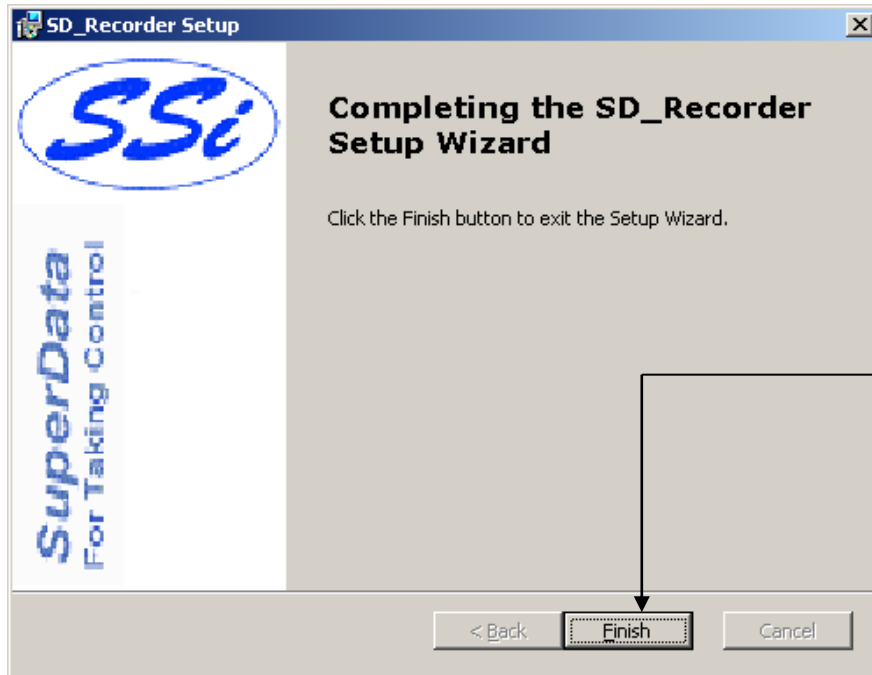 SD_Recorder Setup
SSi
SuperData
For Taking Control
Completing the SD_Recorder
Setup Wizard
Click the Finish button to exit the Setup Wizard.
< Back
Finish
Cancel